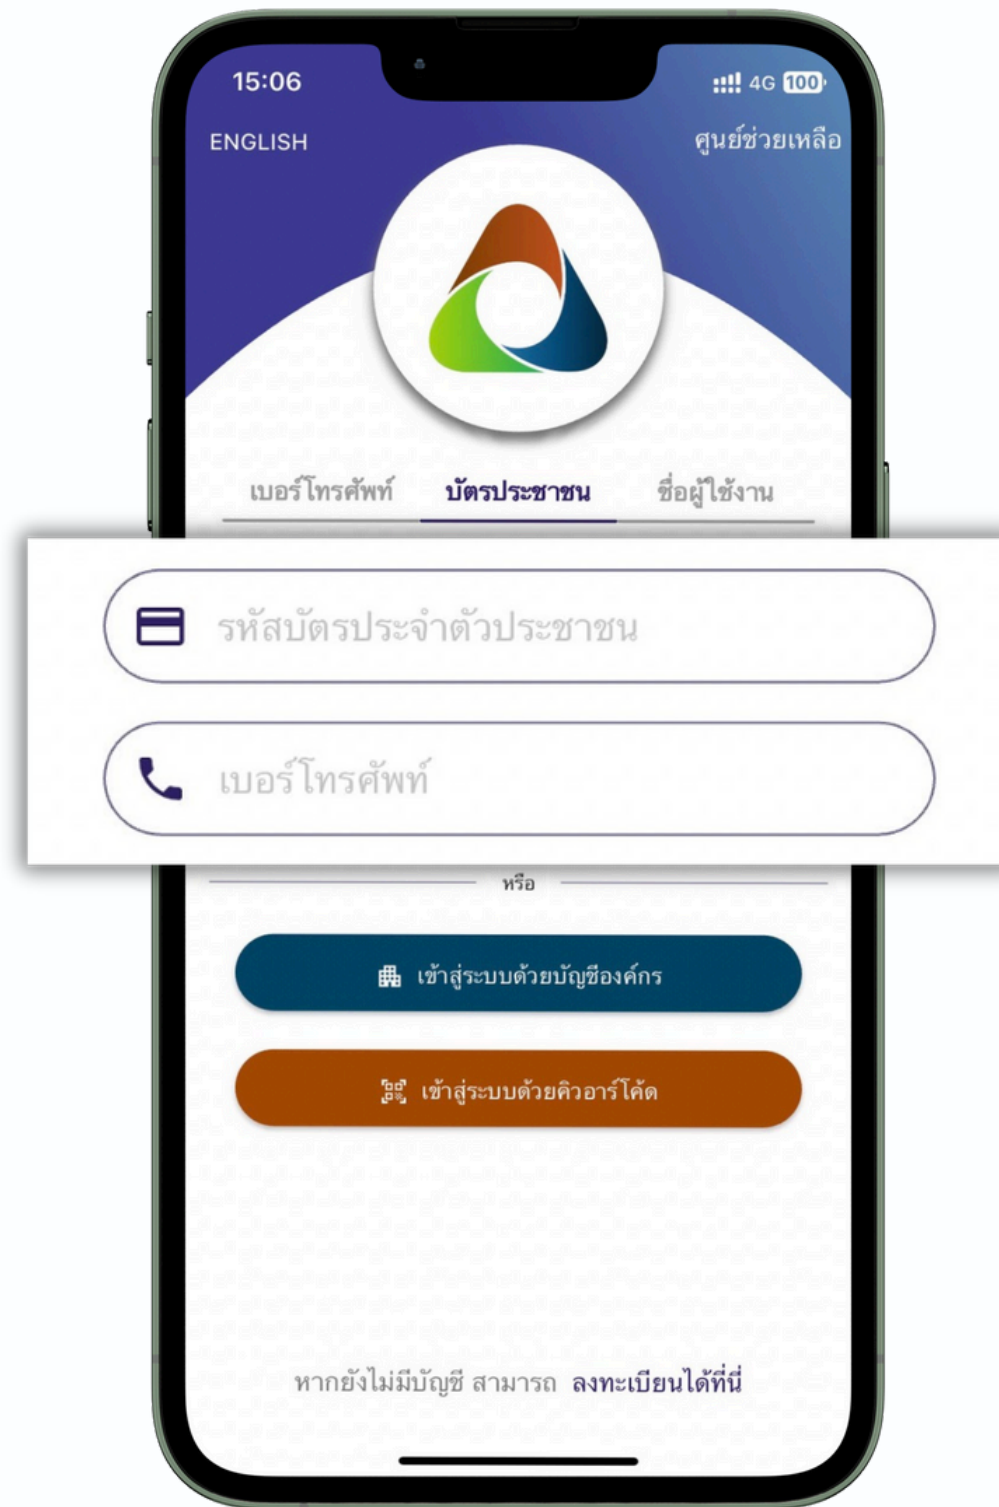 15:06 4G 100
ENGLISH ศูนย์ช่วยเหลือ
เบอร์โทรศัพท์ บัตรประชาชน ชื่อผู้ใช้งาน
รหัสบัตรประจำตัวประชาชน
เบอร์โทรศัพท์
หรือ
เข้าสู่ระบบด้วยบัญชีองค์กร
เข้าสู่ระบบด้วยคิวอาร์โค้ด
หากยังไม่มีบัญชี สามารถ ลงทะเบียนได้ที่นี่